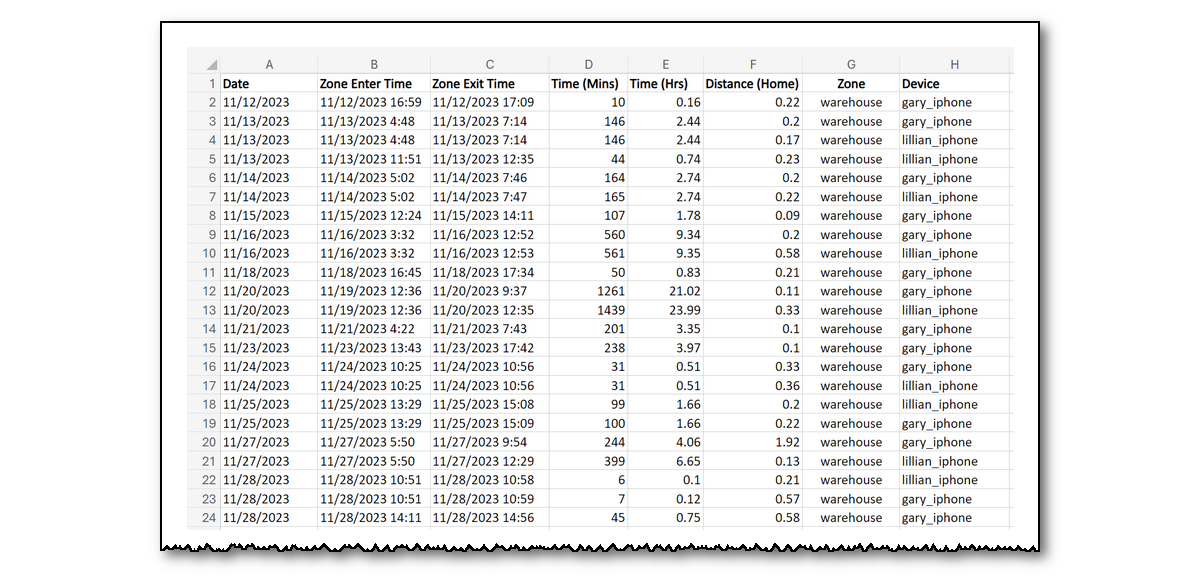 A B C D E F G H
1 Date Zone Enter Time Zone Exit Time Time (Mins) Time (Hrs) Distance (Home) Zone Device
2 11/12/2023 11/12/2023 16:59 11/12/2023 17:09 10 0.16 0.22 warehouse gary_iphone
3 11/13/2023 11/13/2023 4:48 11/13/2023 7:14 146 2.44 0.2 warehouse gary_iphone
4 11/13/2023 11/13/2023 4:48 11/13/2023 7:14 146 2.44 0.17 warehouse lillian_iphone
5 11/13/2023 11/13/2023 11:51 11/13/2023 12:35 44 0.74 0.23 warehouse lillian_iphone
6 11/14/2023 11/14/2023 5:02 11/14/2023 7:46 164 2.74 0.2 warehouse gary_iphone
7 11/14/2023 11/14/2023 5:02 11/14/2023 7:47 165 2.74 0.22 warehouse lillian_iphone
8 11/15/2023 11/15/2023 12:24 11/15/2023 14:11 107 1.78 0.09 warehouse gary_iphone
9 11/16/2023 11/16/2023 3:32 11/16/2023 12:52 560 9.34 0.2 warehouse gary_iphone
10 11/16/2023 11/16/2023 3:32 11/16/2023 12:53 561 9.35 0.58 warehouse lillian_iphone
11 11/18/2023 11/18/2023 16:45 11/18/2023 17:34 50 0.83 0.21 warehouse gary_iphone
12 11/20/2023 11/19/2023 12:36 11/20/2023 9:37 1261 21.02 0.11 warehouse gary_iphone
13 11/20/2023 11/19/2023 12:36 11/20/2023 12:35 1439 23.99 0.33 warehouse lillian_iphone
14 11/21/2023 11/21/2023 4:22 11/21/2023 7:43 201 3.35 0.1 warehouse gary_iphone
15 11/23/2023 11/23/2023 13:43 11/23/2023 17:42 238 3.97 0.1 warehouse gary_iphone
16 11/24/2023 11/24/2023 10:25 11/24/2023 10:56 31 0.51 0.33 warehouse gary_iphone
17 11/24/2023 11/24/2023 10:25 11/24/2023 10:56 31 0.51 0.36 warehouse lillian_iphone
18 11/25/2023 11/25/2023 13:29 11/25/2023 15:08 99 1.66 0.2 warehouse lillian_iphone
19 11/25/2023 11/25/2023 13:29 11/25/2023 15:09 100 1.66 0.22 warehouse gary_iphone
20 11/27/2023 11/27/2023 5:50 11/27/2023 9:54 244 4.06 1.92 warehouse gary_iphone
21 11/27/2023 11/27/2023 5:50 11/27/2023 12:29 399 6.65 0.13 warehouse lillian_iphone
22 11/28/2023 11/28/2023 10:51 11/28/2023 10:58 6 0.1 0.21 warehouse lillian_iphone
23 11/28/2023 11/28/2023 10:51 11/28/2023 10:59 7 0.12 0.57 warehouse gary_iphone
24 11/28/2023 11/28/2023 14:11 11/28/2023 14:56 45 0.75 0.58 warehouse gary_iphone